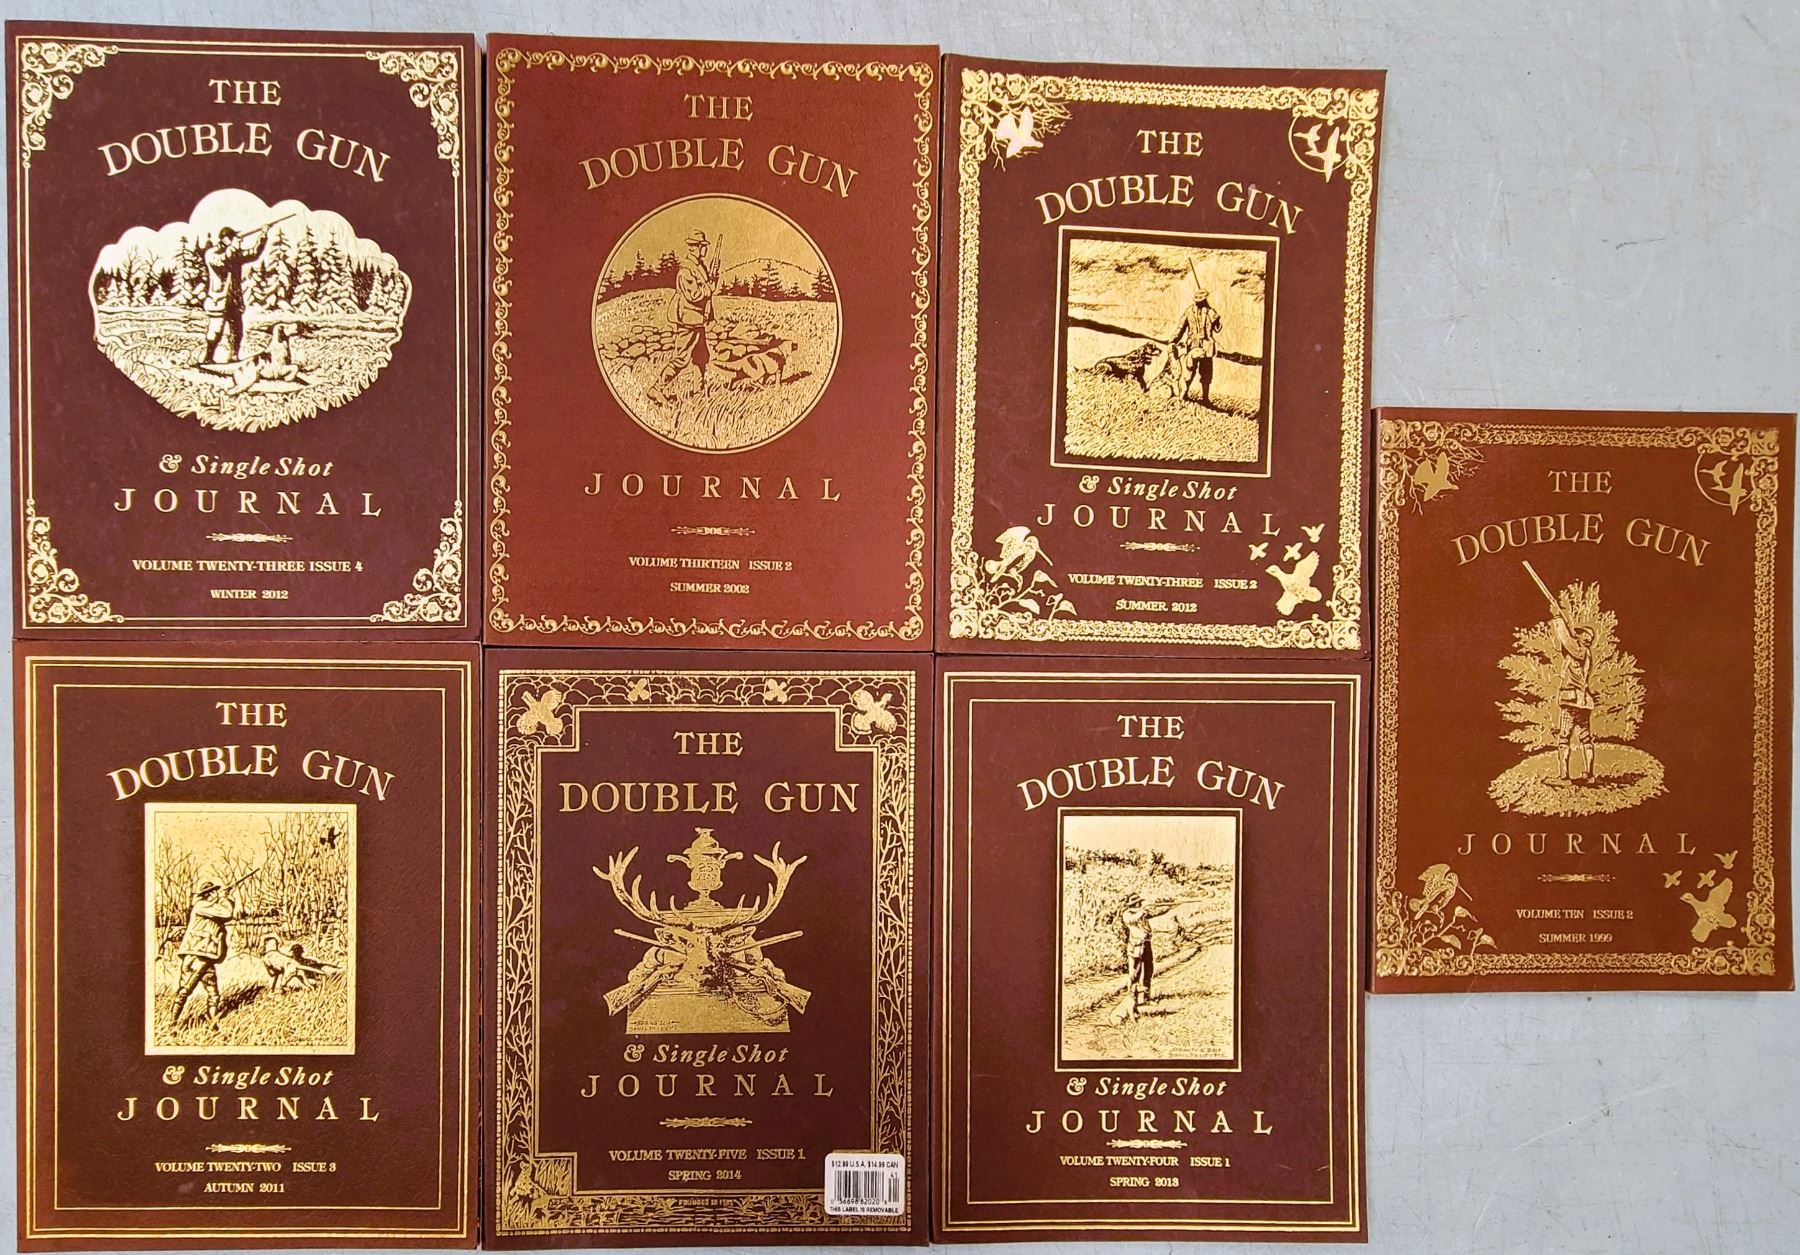 THE
DOUBLE GUN
& Single Shot
JOURNAL
VOLUME TWENTY-THREE ISSUE 4
WINTER 2012
THE
DOUBLE GUN
JOURNAL
VOLUME THIRTEEN ISSUE 2
SUMMER 2002
THE
DOUBLE GUN
& Single Shot
JOURNAL
VOLUME TWENTY-THREE ISSUE 2
SUMMER 2012
THE
DOUBLE GUN
JOURNAL
VOLUME TEN ISSUE 2
SUMMER 1999
THE
DOUBLE GUN
& Single Shot
JOURNAL
VOLUME TWENTY-TWO ISSUE 3
AUTUMN 2011
THE
DOUBLE GUN
& Single Shot
JOURNAL
VOLUME TWENTY-FIVE ISSUE 1
SPRING 2014
$12.99 U.S.A. $14.99 CAN
41
THIS LABEL IS REMOVABLE
THE
DOUBLE GUN
& Single Shot
JOURNAL
VOLUME TWENTY-FOUR ISSUE 1
SPRING 2013